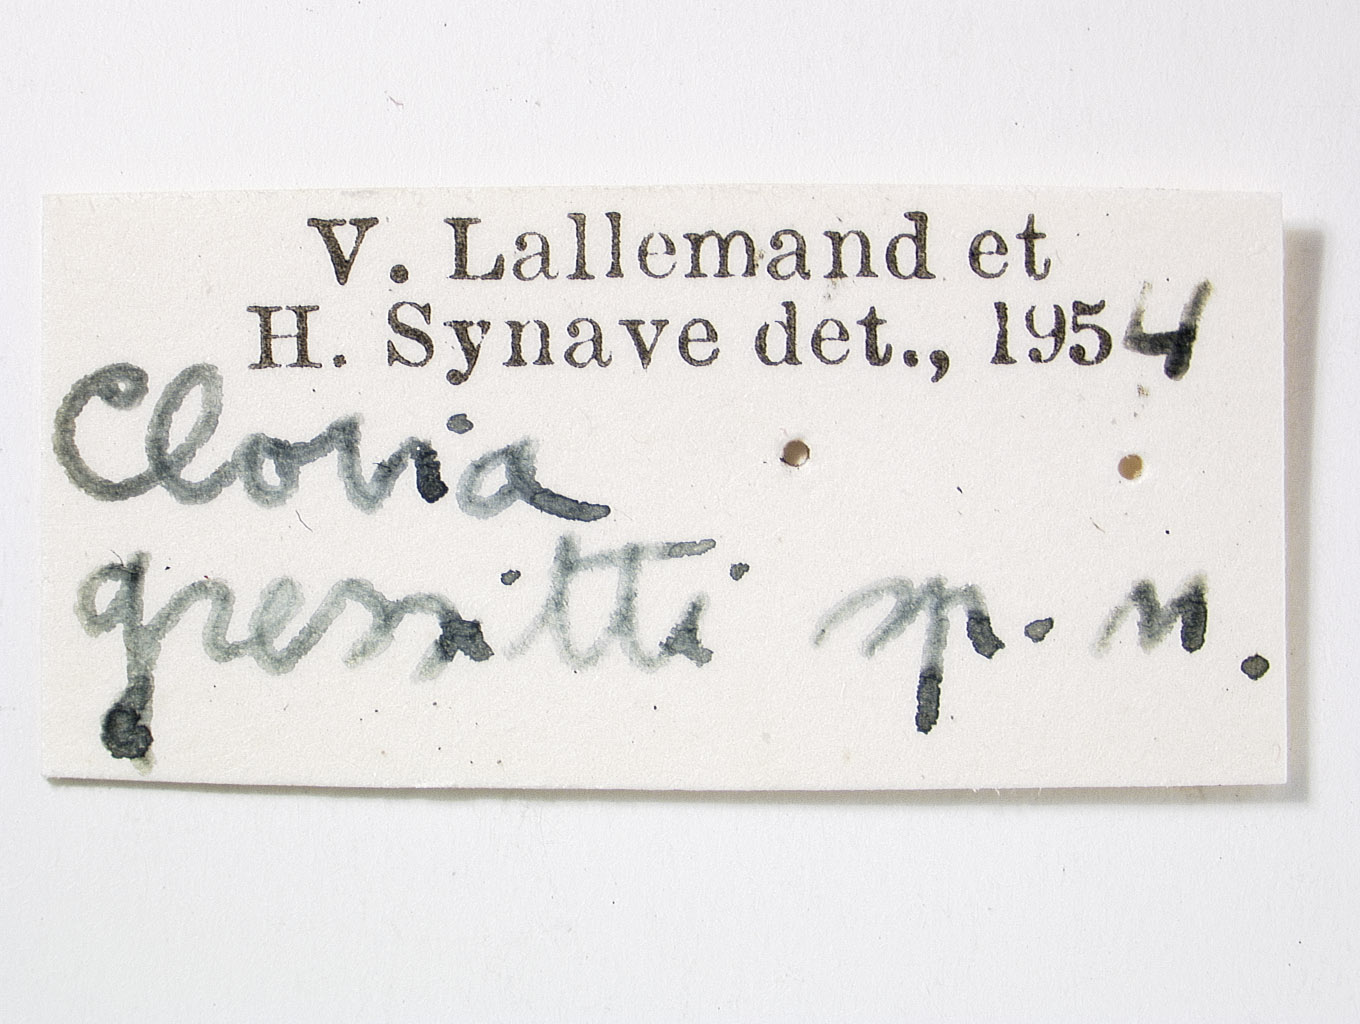 V. Lallemand et
H. Synave det., 1954
Clovia
gressitti sp. n.